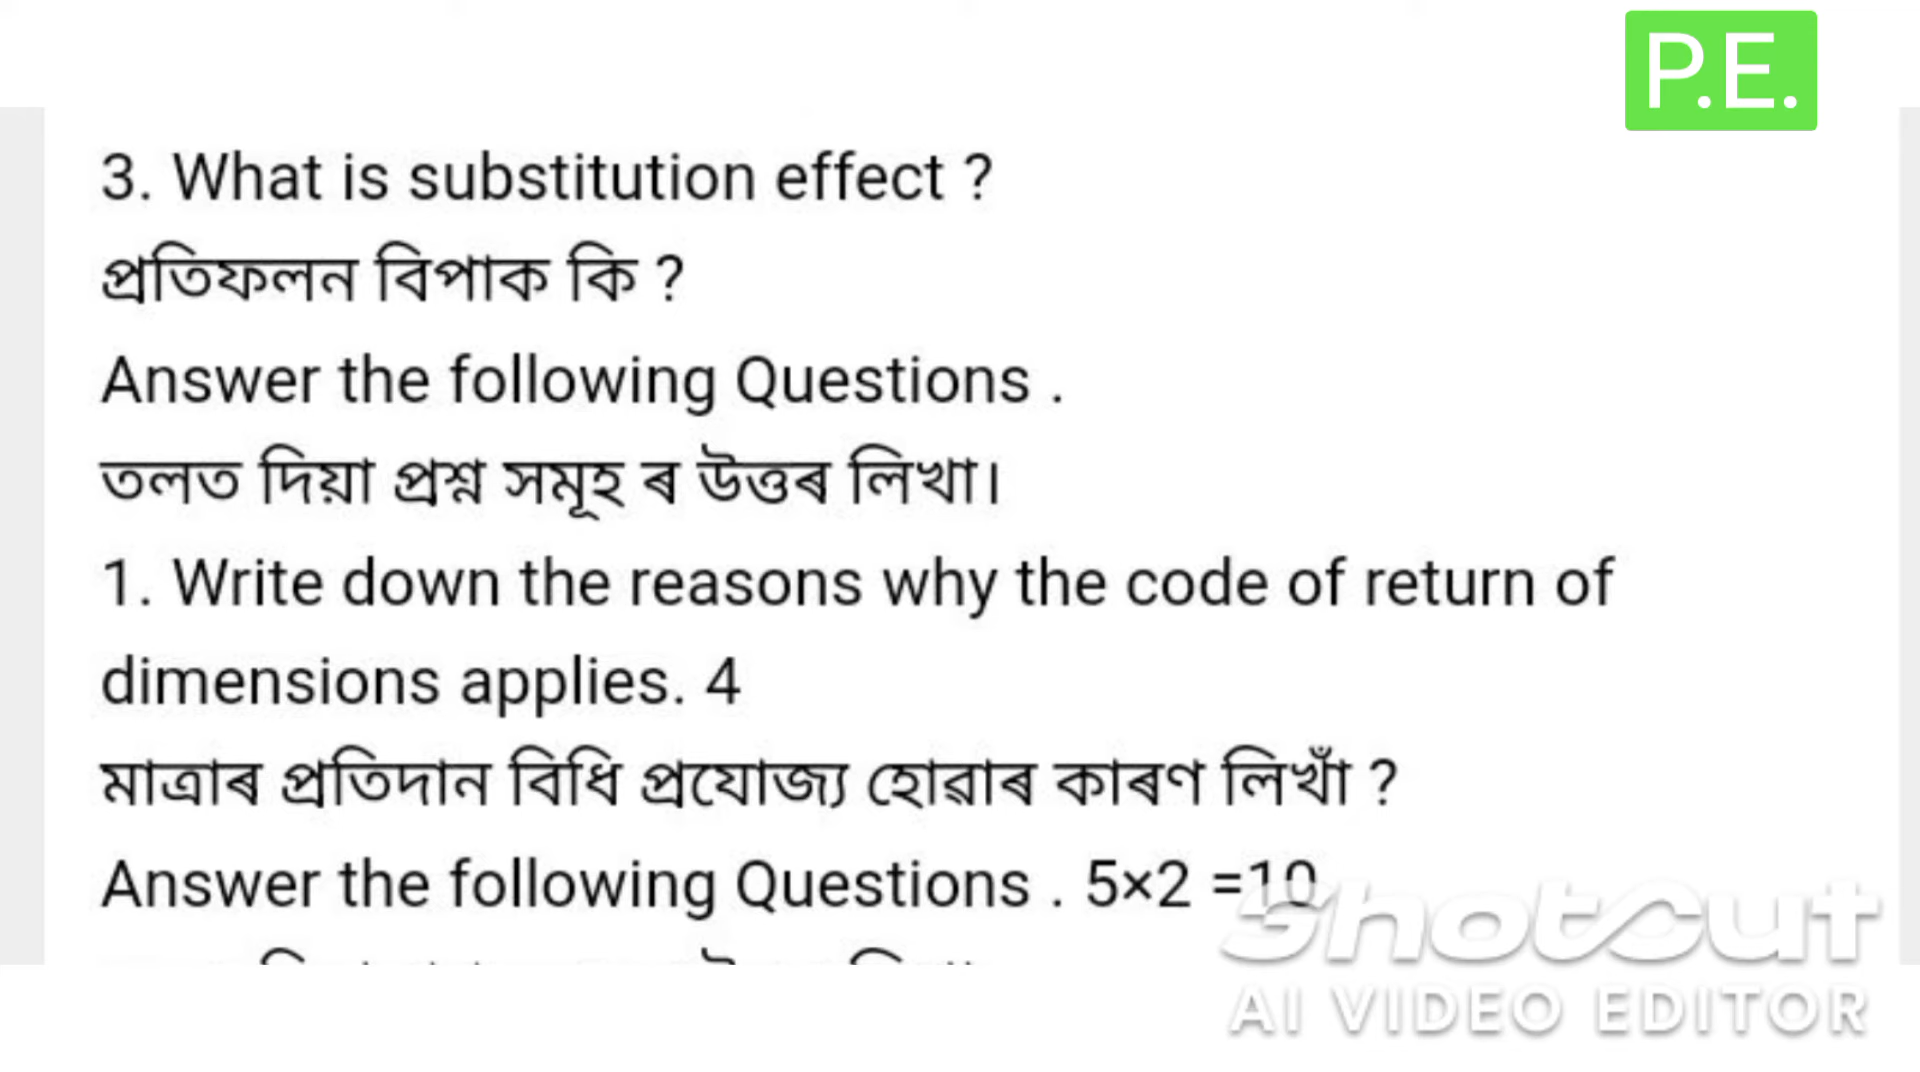 P.E.
3. What is substitution effect ?
প্ৰতিফলন বিপাক কি ?
Answer the following Questions .
তলত দিয়া প্ৰশ্ন সমূহ ৰ উত্তৰ লিখা।
1. Write down the reasons why the code of return of
dimensions applies. 4
মাত্ৰাৰ প্ৰতিদান বিধি প্ৰযোজ্য হোৱাৰ কাৰণ লিখাঁ ?
Answer the following Questions . 5×2 =10
Shotcut
AI VIDEO EDITOR